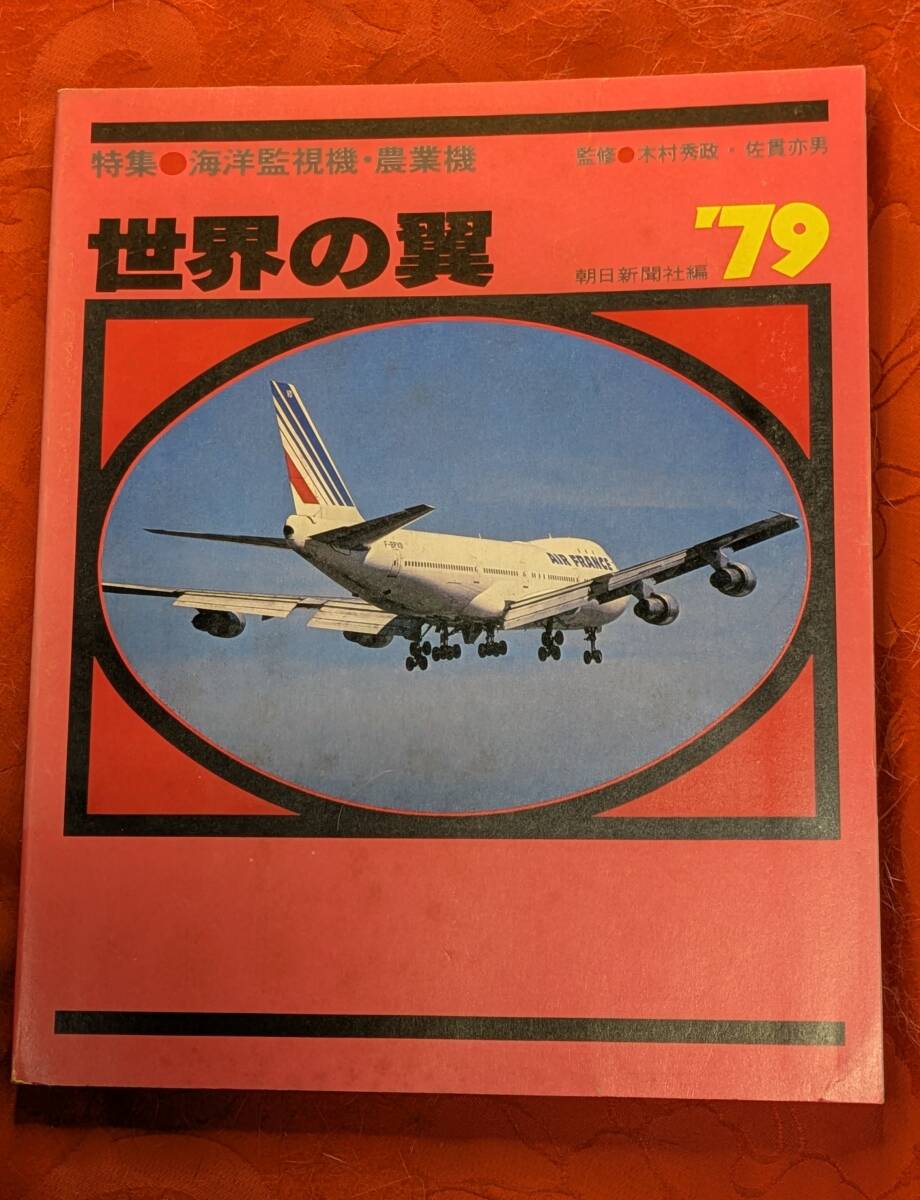 特集●海洋監視機・農業機
監修●木村秀政・佐貫亦男
世界の翼
朝日新聞社編
'79
AIR FRANCE